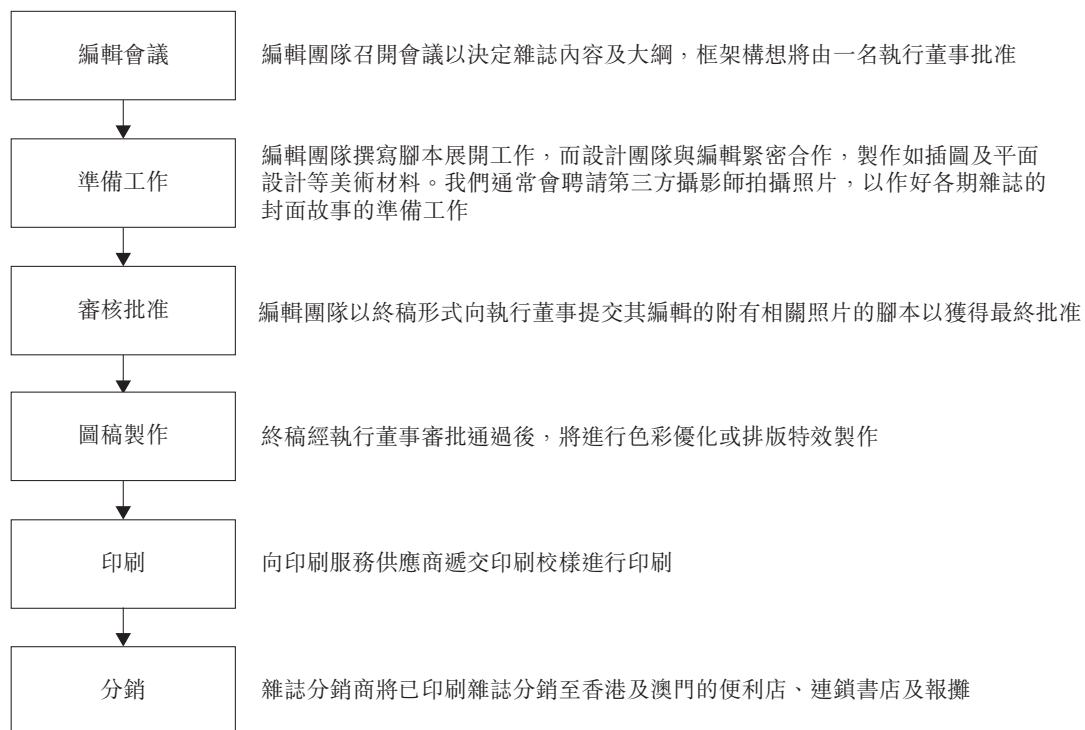 編輯會議
編輯團隊召開會議以決定雜誌內容及大綱，框架構想將由一名執行董事批准
準備工作
編輯團隊撰寫腳本展開工作，而設計團隊與編輯緊密合作，製作如插圖及平面
設計等美術材料。我們通常會聘請第三方攝影師拍攝照片，以作好各期雜誌的
封面故事的準備工作
審核批准
編輯團隊以終稿形式向執行董事提交其編輯的附有相關照片的腳本以獲得最終批准
圖稿製作
終稿經執行董事審批通過後，將進行色彩優化或排版特效製作
印刷
向印刷服務供應商遞交印刷校樣進行印刷
分銷
雜誌分銷商將已印刷雜誌分銷至香港及澳門的便利店、連鎖書店及報攤